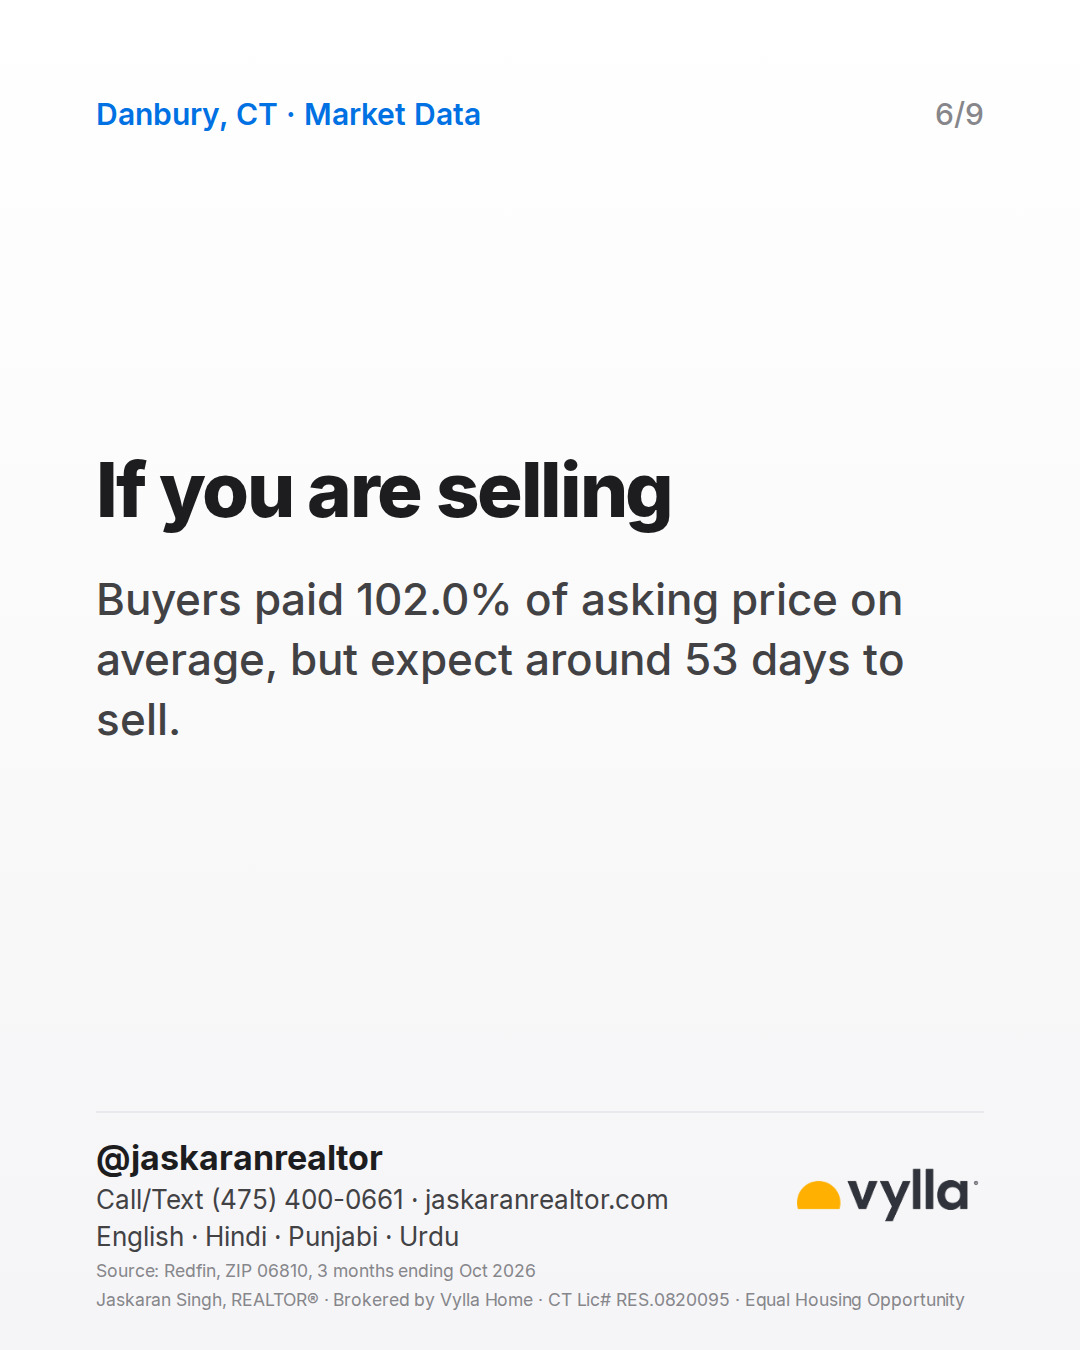 Danbury, CT · Market Data
6/9
If you are selling
Buyers paid 102.0% of asking price on
average, but expect around 53 days to
sell.
@jaskaranrealtor
Call/Text (475) 400-0661 · jaskaranrealtor.com
English · Hindi · Punjabi · Urdu
vylla
Source: Redfin, ZIP 06810, 3 months ending Oct 2026
Jaskaran Singh, REALTOR® · Brokered by Vylla Home · CT Lic# RES.0820095 · Equal Housing Opportunity